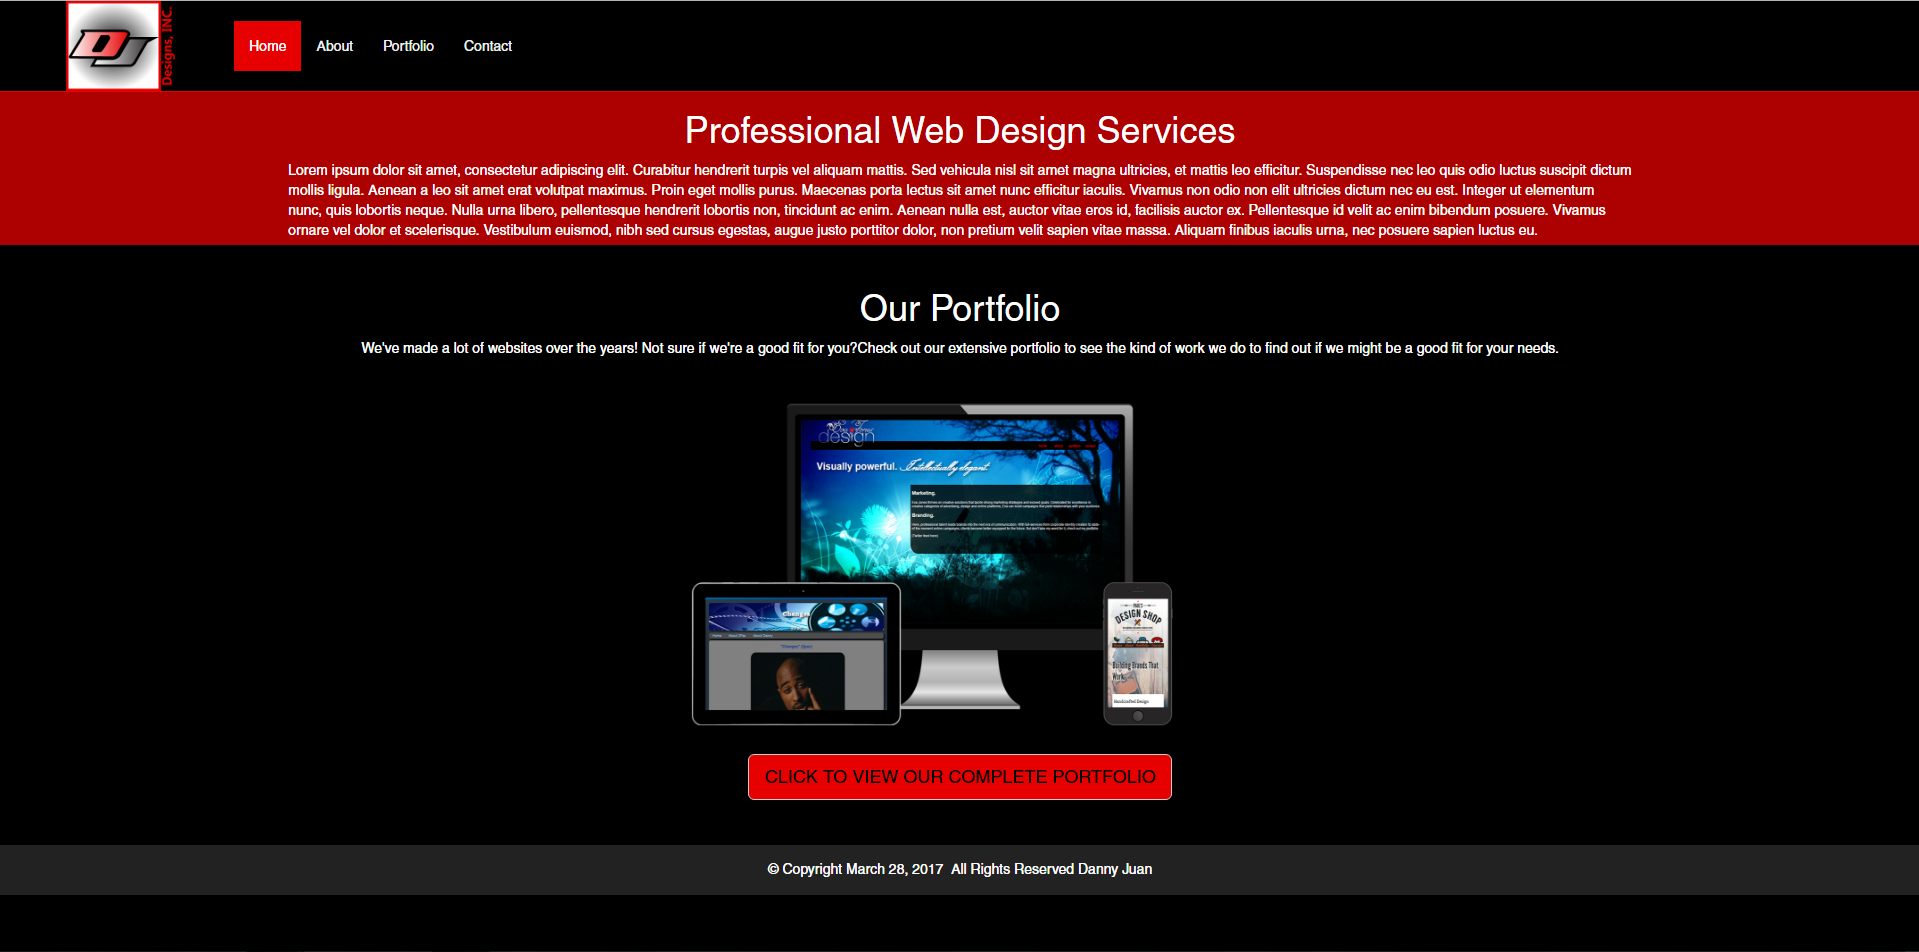 DJ
Designs, INC.
Home About Portfolio Contact
Professional Web Design Services
Lorem ipsum dolor sit amet, consectetur adipiscing elit. Curabitur hendrerit turpis vel aliquam mattis. Sed vehicula nisl sit amet magna ultricies, et mattis leo efficitur. Suspendisse nec leo quis odio luctus suscipit dictum
mollis ligula. Aenean a leo sit amet erat volutpat maximus. Proin eget mollis purus. Maecenas porta lectus sit amet nunc efficitur iaculis. Vivamus non odio non elit ultricies dictum nec eu est. Integer ut elementum
nunc, quis lobortis neque. Nulla urna libero, pellentesque hendrerit lobortis non, tincidunt ac enim. Aenean nulla est, auctor vitae eros id, facilisis auctor ex. Pellentesque id velit ac enim bibendum posuere. Vivamus
ornare vel dolor et scelerisque. Vestibulum euismod, nibh sed cursus egestas, augue justo porttitor dolor, non pretium velit sapien vitae massa. Aliquam finibus iaculis urna, nec posuere sapien luctus eu.
Our Portfolio
We've made a lot of websites over the years! Not sure if we're a good fit for you?Check out our extensive portfolio to see the kind of work we do to find out if we might be a good fit for your needs.
design
Visually powerful. Intellectually elegant.
Marketing.
Branding.
Changes
Home About 2Pac About Danny
"Changes"
DESIGN SHOP
Building Brands That
Work
Handcrafted Design
CLICK TO VIEW OUR COMPLETE PORTFOLIO
© Copyright March 28, 2017 All Rights Reserved Danny Juan